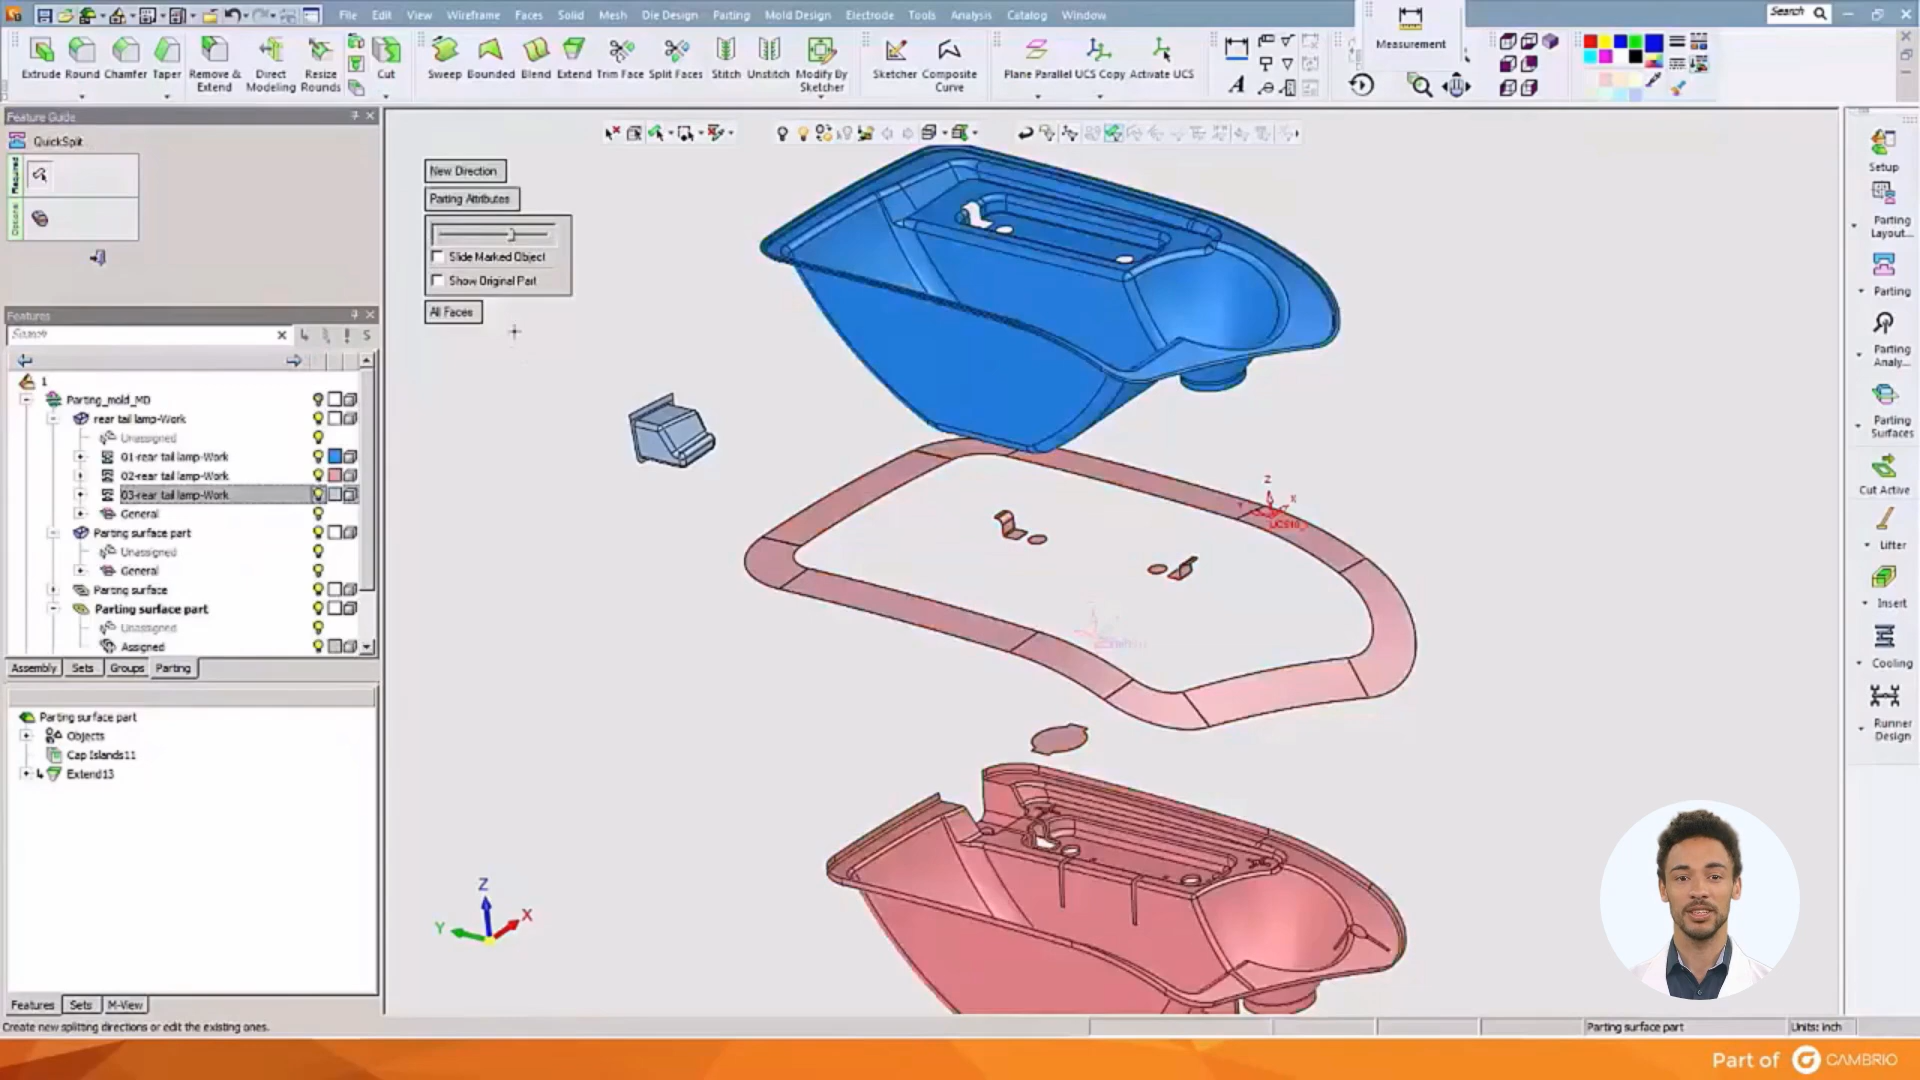 File Edit View Wireframe Faces Solid Mesh Die Design Parting Mold Design Electrode Tools Analysis Catalog Window
Search
Measurement
Extrude Round Chamfer Taper Remove & Extend Direct Modeling Resize Rounds Cut
Sweep Bounded Blend Extend Trim Face Split Faces Stitch Unstitch Modify By Sketcher
Sketcher Composite Curve
Plane Parallel UCS Copy Activate UCS
A
Feature Guide
QuickSplit
Required
Optional
New Direction
Parting Attributes
Slide Marked Object
Show Original Part
All Faces
Features
Search
S
1
Parting_mold_MD
rear tail lamp-Work
Unassigned
01-rear tail lamp-Work
02-rear tail lamp-Work
03-rear tail lamp-Work
General
Parting surface part
Unassigned
General
Parting surface
Parting surface part
Unassigned
Assigned
Assembly Sets Groups Parting
Parting surface part
Objects
Cap Islands11
Extend13
Features Sets M-View
Z
X
Y
Z
X
Y
Setup
Parting Layout...
Parting
Parting Analy...
Parting Surfaces
Cut Active
Lifter
Insert
Cooling
Runner Design
Create new splitting directions or edit the existing ones.
Parting surface part
Units: inch
Part of CAMBRIO